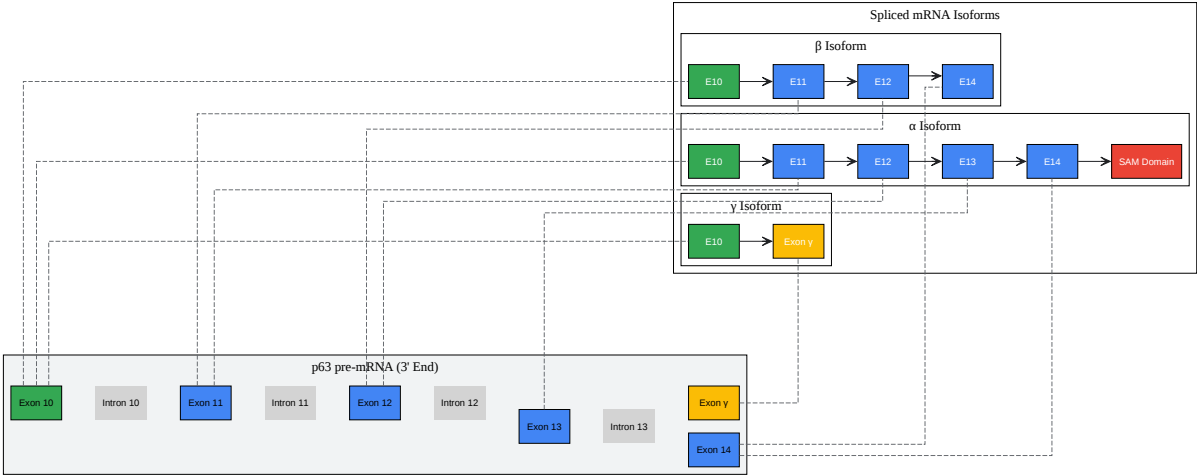 Spliced mRNA Isoforms
β Isoform
E10 E11 E12 E14
α Isoform
E10 E11 E12 E13 E14 SAM Domain
γ Isoform
E10 Exon γ
p63 pre-mRNA (3' End)
Exon 10 Intron 10 Exon 11 Intron 11 Exon 12 Intron 12 Exon γ
Exon 13 Intron 13
Exon 14